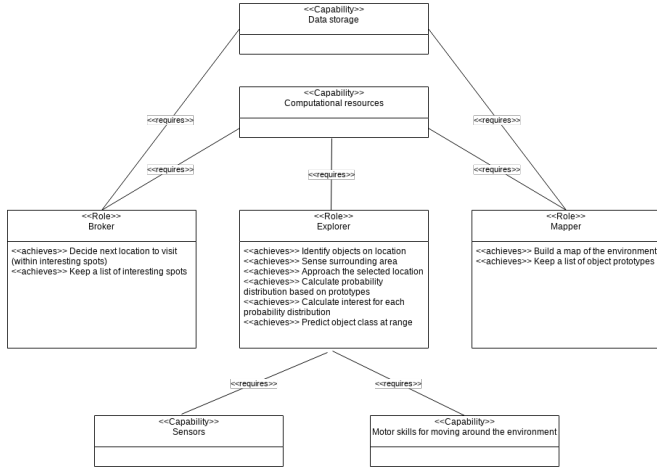 <<Capability>>
Data storage
<<Capability>>
Computational resources
<<requires>>
<<requires>>
<<requires>>
<<requires>>
<<requires>>
<<Role>>
Broker
<<achieves>> Decide next location to visit
(within interesting spots)
<<achieves>> Keep a list of interesting spots
<<Role>>
Explorer
<<achieves>> Identify objects on location
<<achieves>> Sense surrounding area
<<achieves>> Approach the selected location
<<achieves>> Calculate probability
distribution based on prototypes
<<achieves>> Calculate interest for each
probability distribution
<<achieves>> Predict object class at range
<<Role>>
Mapper
<<achieves>> Build a map of the environment
<<achieves>> Keep a list of object prototypes
<<requires>>
<<requires>>
<<Capability>>
Sensors
<<Capability>>
Motor skills for moving around the environment